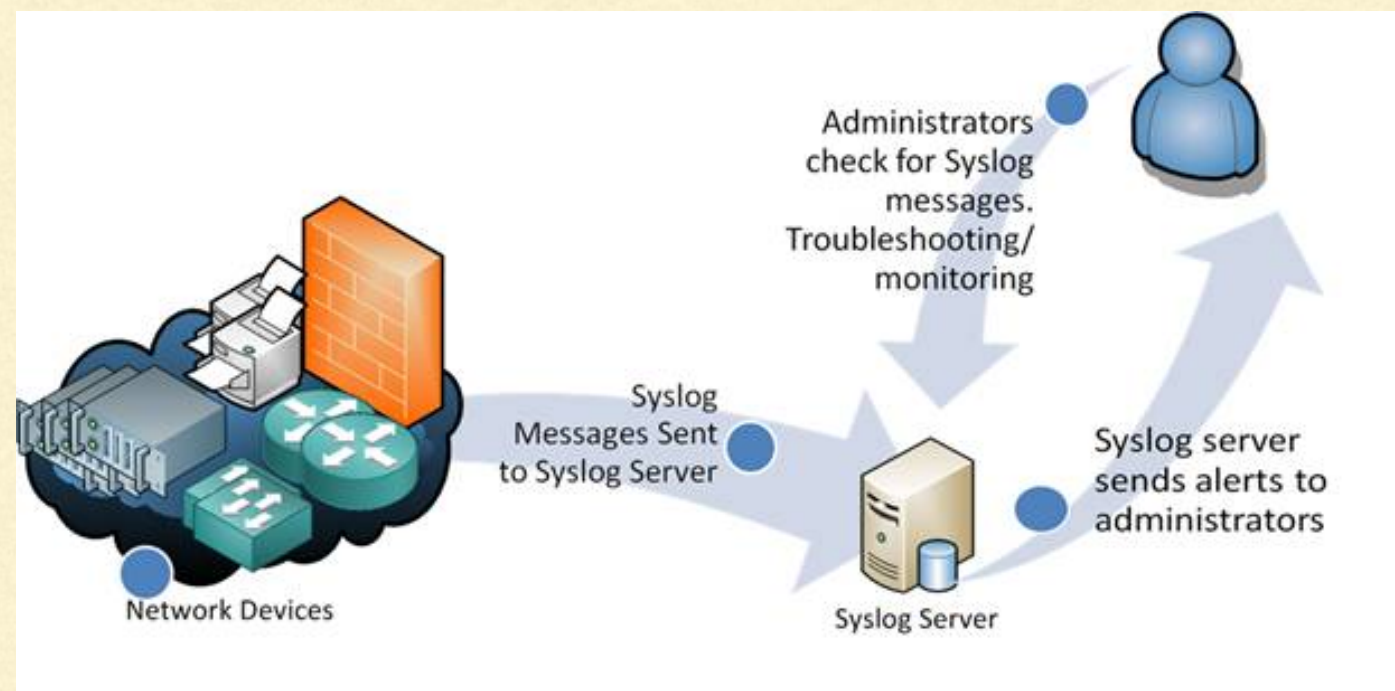 Administrators
check for Syslog
messages.
Troubleshooting/
monitoring
Syslog
Messages Sent
to Syslog Server
Syslog server
sends alerts to
administrators
Network Devices
Syslog Server